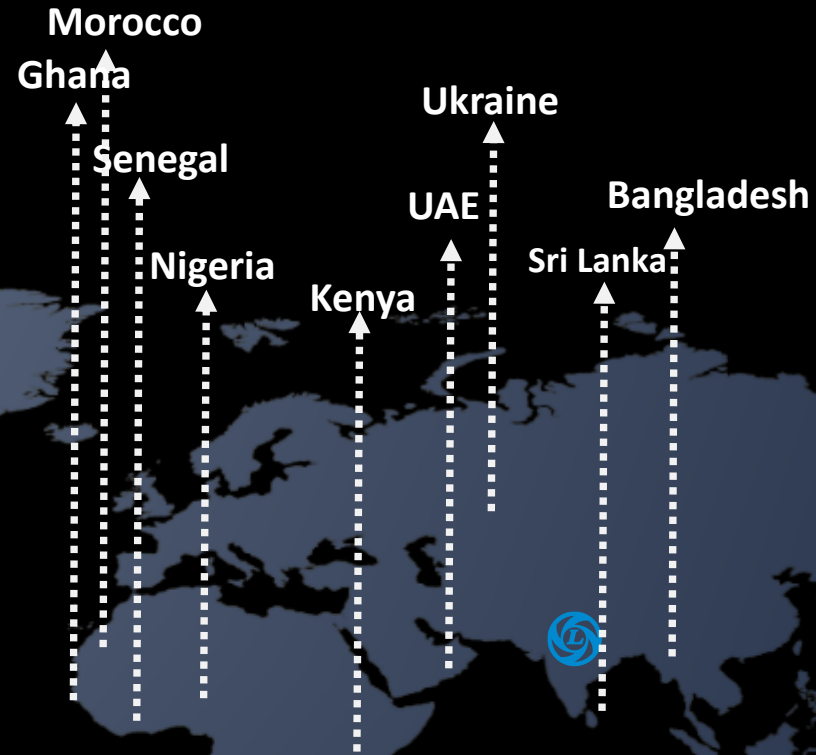 Morocco
Ghana
Senegal
Nigeria
Kenya
Ukraine
UAE
Sri Lanka
Bangladesh
L